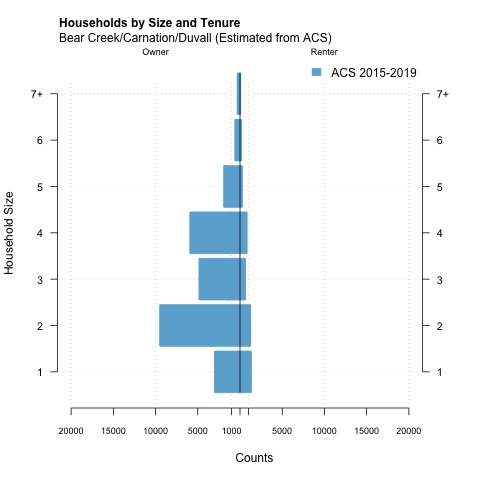 Households by Size and Tenure
Bear Creek/Carnation/Duvall (Estimated from ACS)
Owner Renter
ACS 2015-2019
7+ 7+
6 6
5 5
4 4
3 3
2 2
1 1
Household Size
20000 15000 10000 5000 1000 5000 10000 15000 20000
Counts